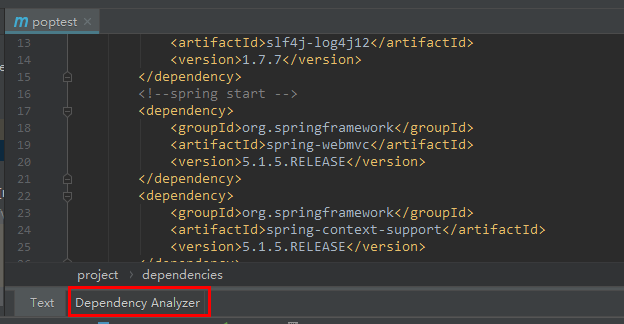 m poptest ×
13 <artifactId>slf4j-log4j12</artifactId>
14 <version>1.7.7</version>
15 </dependency>
16 <!--spring start -->
17 <dependency>
18 <groupId>org.springframework</groupId>
19 <artifactId>spring-webmvc</artifactId>
20 <version>5.1.5.RELEASE</version>
21 </dependency>
22 <dependency>
23 <groupId>org.springframework</groupId>
24 <artifactId>spring-context-support</artifactId>
25 <version>5.1.5.RELEASE</version>
</dependency>
project › dependencies
Text Dependency Analyzer